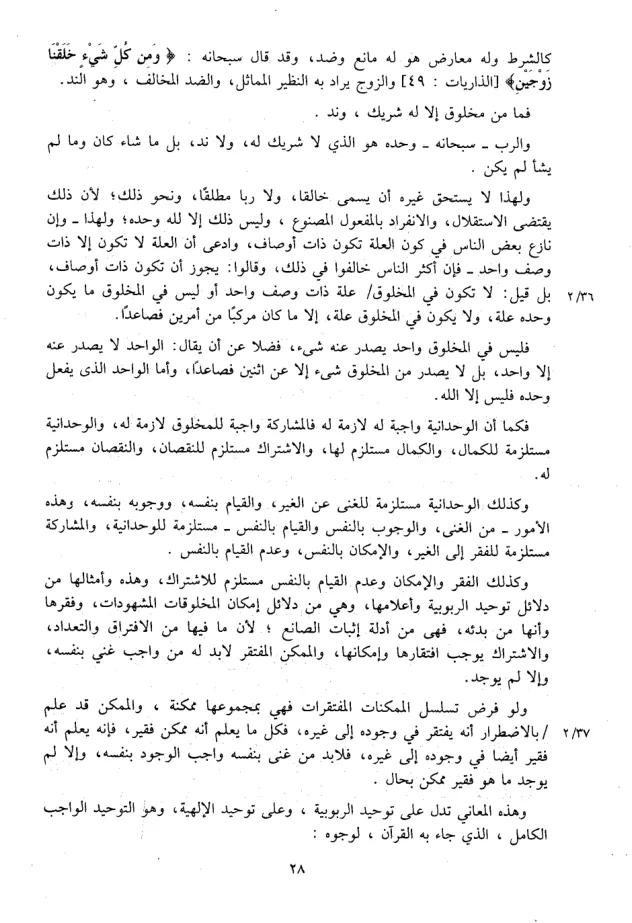 كالشرط وله معارض هو له مانع وضد، وقد قال سبحانه : ﴿ وَمِن كُلِّ شَيْءٍ خَلَقْنَا
زَوْجَيْنِ﴾ [الذاريات : ٤٩] والزوج يراد به النظير المماثل، والضد المخالف ، وهو الند.
فما من مخلوق إلا له شريك ، وند .
والرب ـ سبحانه ـ وحده هو الذي لا شريك له، ولا ند، بل ما شاء كان وما لم
يشأ لم يكن .
ولهذا لا يستحق غيره أن يسمى خالقا، ولا ربا مطلقًا، ونحو ذلك؛ لأن ذلك
يقتضى الاستقلال، والانفراد بالمفعول المصنوع ، وليس ذلك إلا لله وحده؛ ولهذا ـ وإن
نازع بعض الناس في كون العلة تكون ذات أوصاف، وادعى أن العلة لا تكون إلا ذات
وصف واحد ـ فإن أكثر الناس خالفوا في ذلك، وقالوا: يجوز أن تكون ذات أوصاف،
٢/٣٦ بل قيل: لا تكون في المخلوق/ علة ذات وصف واحد أو ليس في المخلوق ما يكون
وحده علة، ولا يكون في المخلوق علة، إلا ما كان مركبًا من أمرين فصاعدًا.
فليس في المخلوق واحد يصدر عنه شىء، فضلا عن أن يقال: الواحد لا يصدر عنه
إلا واحد، بل لا يصدر من المخلوق شىء إلا عن اثنين فصاعدًا، وأما الواحد الذى يفعل
وحده فليس إلا الله.
فكما أن الوحدانية واجبة له لازمة له فالمشاركة واجبة للمخلوق لازمة له، والوحدانية
مستلزمة للكمال، والكمال مستلزم لها، والاشتراك مستلزم للنقصان، والنقصان مستلزم
له.
وكذلك الوحدانية مستلزمة للغنى عن الغير، والقيام بنفسه، ووجوبه بنفسه، وهذه
الأمور ـ من الغنى، والوجوب بالنفس والقيام بالنفس ـ مستلزمة للوحدانية، والمشاركة
مستلزمة للفقر إلى الغير، والإمكان بالنفس، وعدم القيام بالنفس .
وكذلك الفقر والإمكان وعدم القيام بالنفس مستلزم للاشتراك، وهذه وأمثالها من
دلائل توحيد الربوبية وأعلامها، وهي من دلائل إمكان المخلوقات المشهودات، وفقرها
وأنها من بدئه، فهى من أدلة إثبات الصانع ؛ لأن ما فيها من الافتراق والتعداد،
والاشتراك يوجب افتقارها وإمكانها، والممكن المفتقر لابد له من واجب غني بنفسه،
وإلا لم يوجد.
ولو فرض تسلسل الممكنات المفتقرات فهي بمجموعها ممكنة ، والممكن قد علم
٢/٣٧ /بالاضطرار أنه يفتقر في وجوده إلى غيره، فكل ما يعلم أنه ممكن فقير، فإنه يعلم أنه
فقير أيضا في وجوده إلى غيره، فلابد من غنى بنفسه واجب الوجود بنفسه، وإلا لم
يوجد ما هو فقير ممكن بحال .
وهذه المعاني تدل على توحيد الربوبية ، وعلى توحيد الإلهية، وهو التوحيد الواجب
الكامل ، الذي جاء به القرآن ، لوجوه :
٢٨